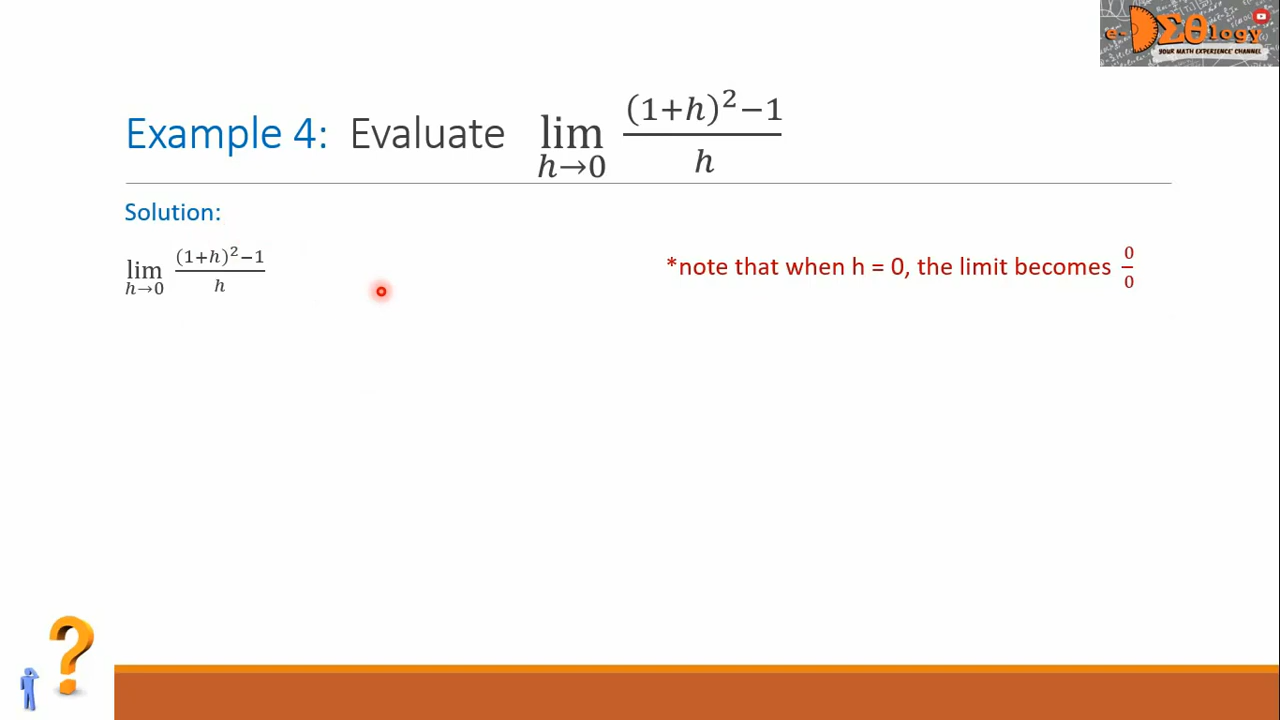 e-DΣθlogy
YOUR MATH EXPERIENCE CHANNEL
Example 4: Evaluate lim h→0 (1+h)²−1 / h
Solution:
lim h→0 (1+h)²−1 / h
*note that when h = 0, the limit becomes 0/0
?